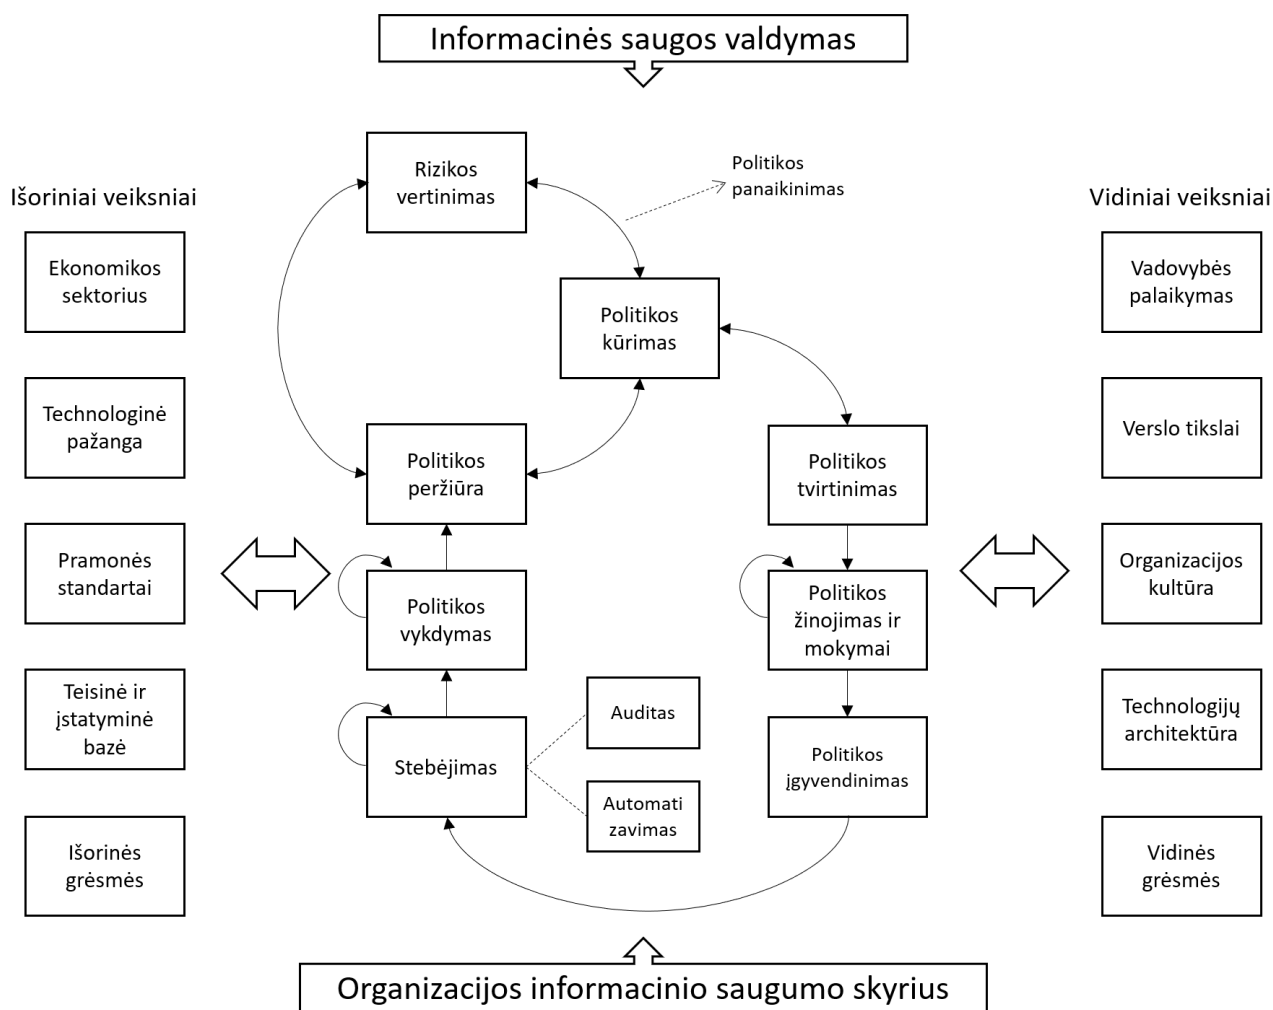 Informacinės saugos valdymas
Rizikos
vertinimas
Politikos
panaikinimas
Išoriniai veiksniai
Vidiniai veiksniai
Ekonomikos
sektorius
Vadovybės
palaikymas
Politikos
kūrimas
Technologinė
pažanga
Politikos
peržiūra
Politikos
tvirtinimas
Verslo tikslai
Pramonės
standartai
Politikos
vykdymas
Politikos
žinojimas ir
mokymai
Organizacijos
kultūra
Teisinė ir
įstatyminė
bazė
Stebėjimas
Auditas
Automati
zavimas
Politikos
įgyvendinimas
Technologijų
architektūra
Išorinės
grėsmės
Vidinės
grėsmės
Organizacijos informacinio saugumo skyrius